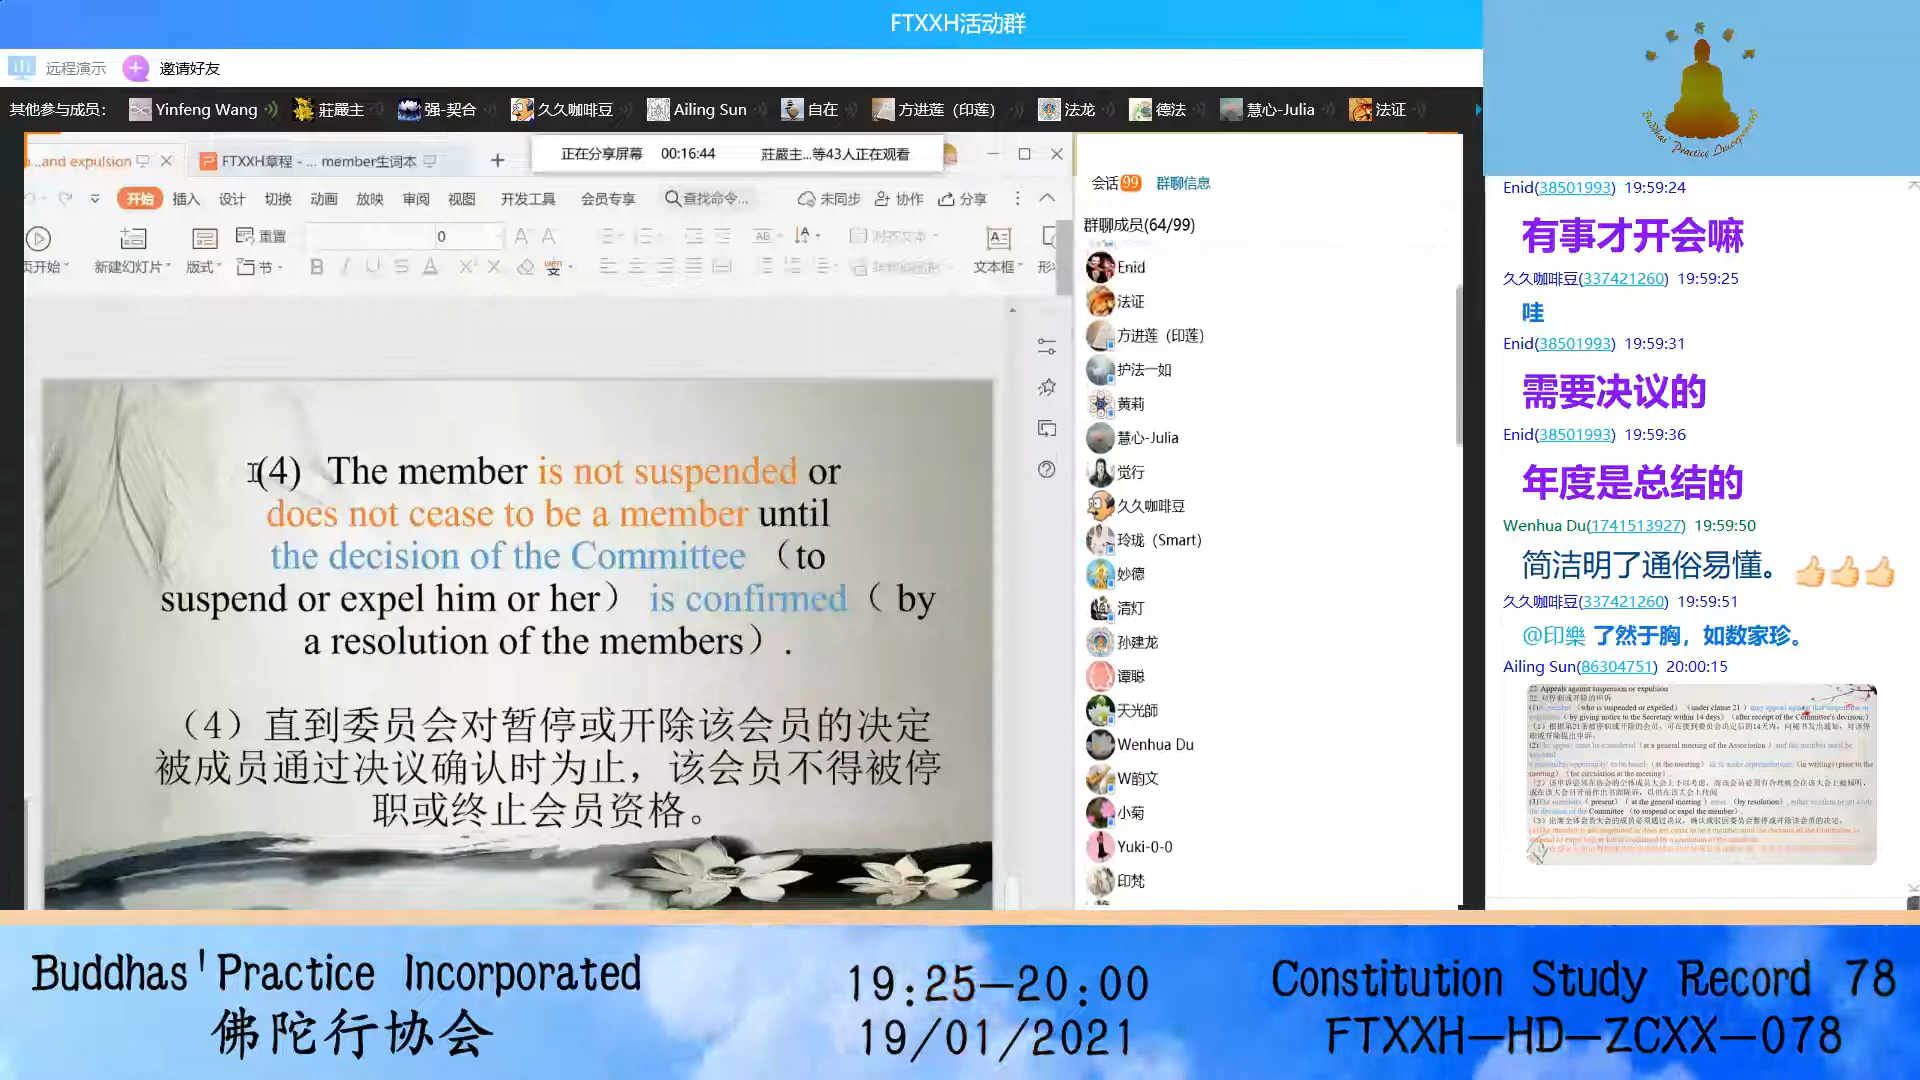 FTXXH活动群
远程演示 邀请好友
其他参与成员： Yinfeng Wang 莊嚴主 强-契合 久久咖啡豆 Ailing Sun 自在 方进莲（印莲） 法龙 德法 慧心-Julia 法证
...and expulsion FTXXH章程 - ... member生词本
正在分享屏幕 00:16:44 莊嚴主...等43人正在观看
开始 插入 设计 切换 动画 放映 审阅 视图 开发工具 会员专享 查找命令... 未同步 协作 分享
重置 0 对齐文本
页开始 新建幻灯片 版式 节 文本框
(4) The member is not suspended or
does not cease to be a member until
the decision of the Committee （to
suspend or expel him or her） is confirmed （ by
a resolution of the members）.
（4）直到委员会对暂停或开除该会员的决定
被成员通过决议确认时为止，该会员不得被停
职或终止会员资格。
会话 99 群聊信息
群聊成员(64/99)
Enid
法证
方进莲（印莲）
护法一如
黄莉
慧心-Julia
觉行
久久咖啡豆
玲珑（Smart）
妙德
清灯
孙建龙
谭聪
天光師
Wenhua Du
W韵文
小菊
Yuki-0-0
印梵
Enid(38501993) 19:59:24
有事才开会嘛
久久咖啡豆(337421260) 19:59:25
哇
Enid(38501993) 19:59:31
需要决议的
Enid(38501993) 19:59:36
年度是总结的
Wenhua Du(1741513927) 19:59:50
简洁明了通俗易懂。
久久咖啡豆(337421260) 19:59:51
@印樂 了然于胸，如数家珍。
Ailing Sun(86304751) 20:00:15
22 Appeals against suspension or expulsion
Buddhas' Practice Incorporated
佛陀行协会
19:25—20:00
19/01/2021
Constitution Study Record 78
FTXXH—HD—ZCXX—078